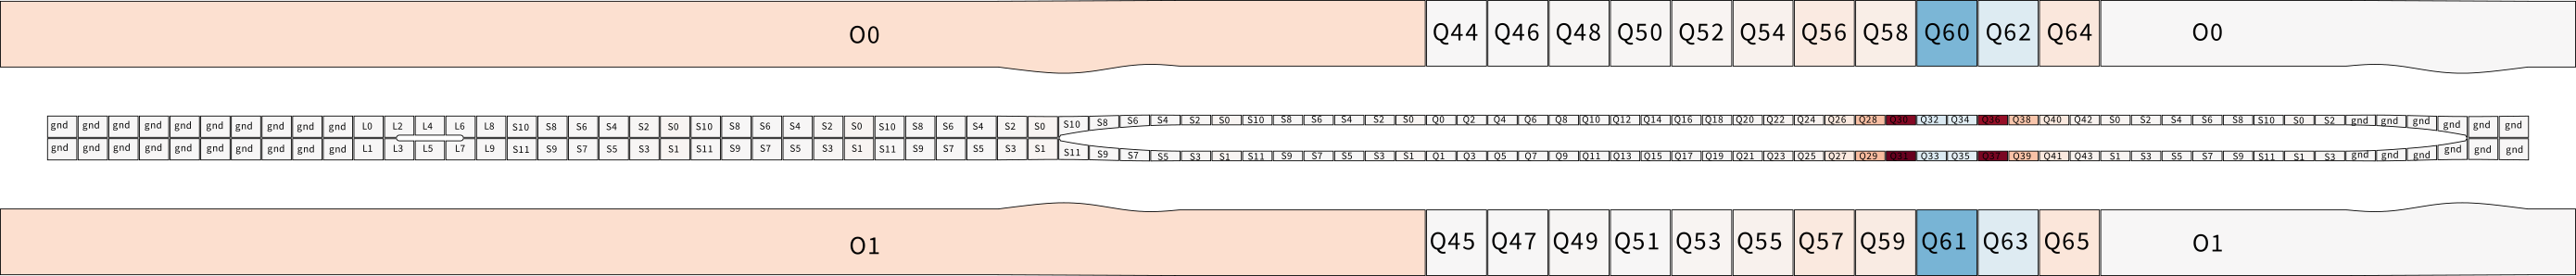 O0 Q44 Q46 Q48 Q50 Q52 Q54 Q56 Q58 Q60 Q62 Q64 O0
gnd gnd gnd gnd gnd gnd gnd gnd gnd gnd L0 L2 L4 L6 L8 S10 S8 S6 S4 S2 S0 S10 S8 S6 S4 S2 S0 S10 S8 S6 S4 S2 S0 S10 S8 S6 S4 S2 S0 S10 S8 S6 S4 S2 S0 Q0 Q2 Q4 Q6 Q8 Q10 Q12 Q14 Q16 Q18 Q20 Q22 Q24 Q26 Q28 Q30 Q32 Q34 Q36 Q38 Q40 Q42 S0 S2 S4 S6 S8 S10 S0 S2 gnd gnd gnd gnd gnd gnd
gnd gnd gnd gnd gnd gnd gnd gnd gnd gnd L1 L3 L5 L7 L9 S11 S9 S7 S5 S3 S1 S11 S9 S7 S5 S3 S1 S11 S9 S7 S5 S3 S1 S11 S9 S7 S5 S3 S1 S11 S9 S7 S5 S3 S1 Q1 Q3 Q5 Q7 Q9 Q11 Q13 Q15 Q17 Q19 Q21 Q23 Q25 Q27 Q29 Q31 Q33 Q35 Q37 Q39 Q41 Q43 S1 S3 S5 S7 S9 S11 S1 S3 gnd gnd gnd gnd gnd gnd
O1 Q45 Q47 Q49 Q51 Q53 Q55 Q57 Q59 Q61 Q63 Q65 O1